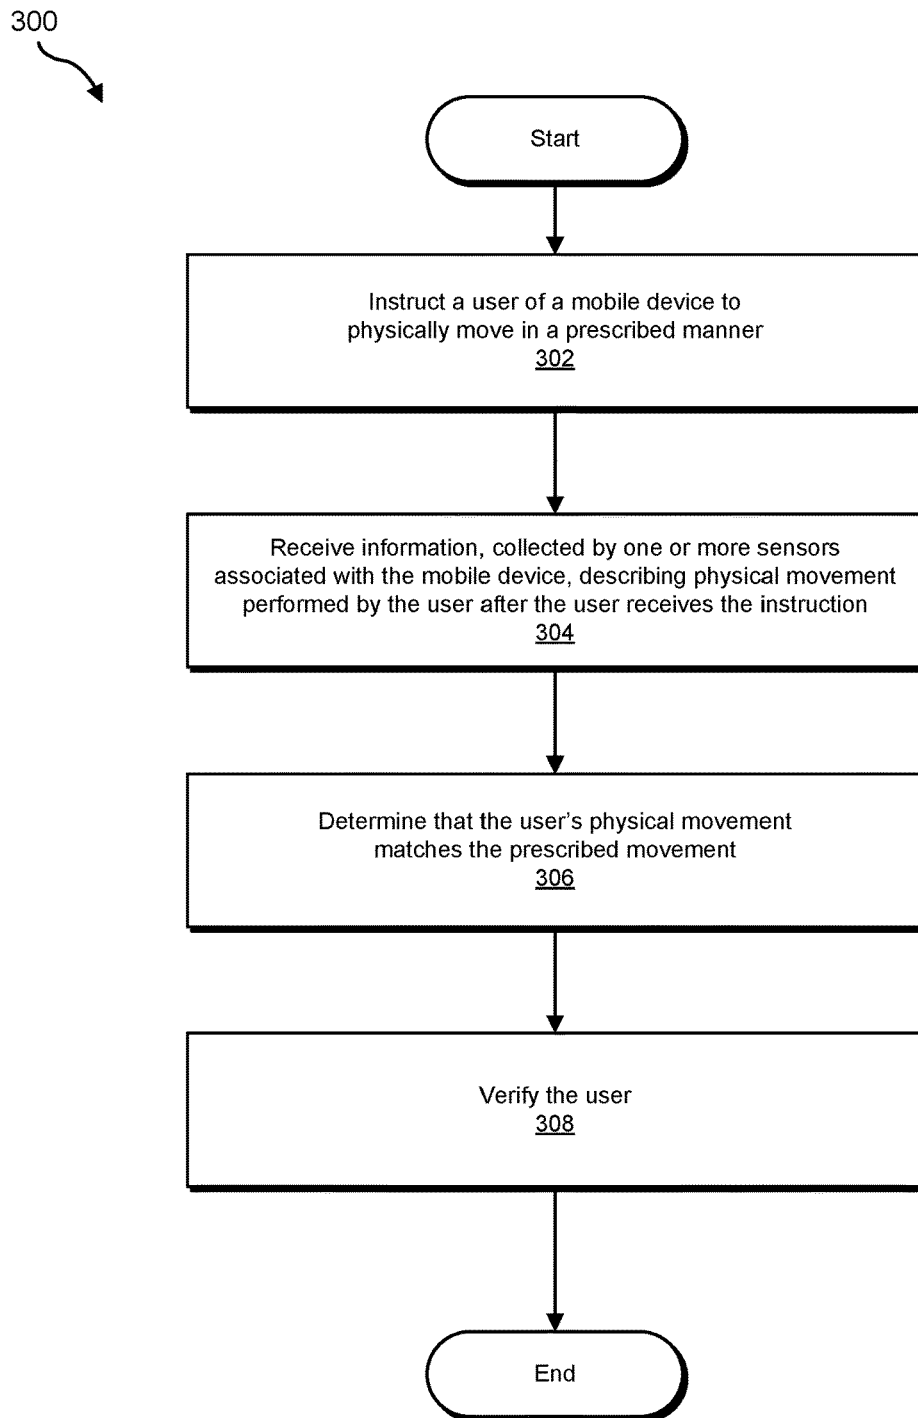 300
Start
Instruct a user of a mobile device to
physically move in a prescribed manner
302
Receive information, collected by one or more sensors
associated with the mobile device, describing physical movement
performed by the user after the user receives the instruction
304
Determine that the user's physical movement
matches the prescribed movement
306
Verify the user
308
End